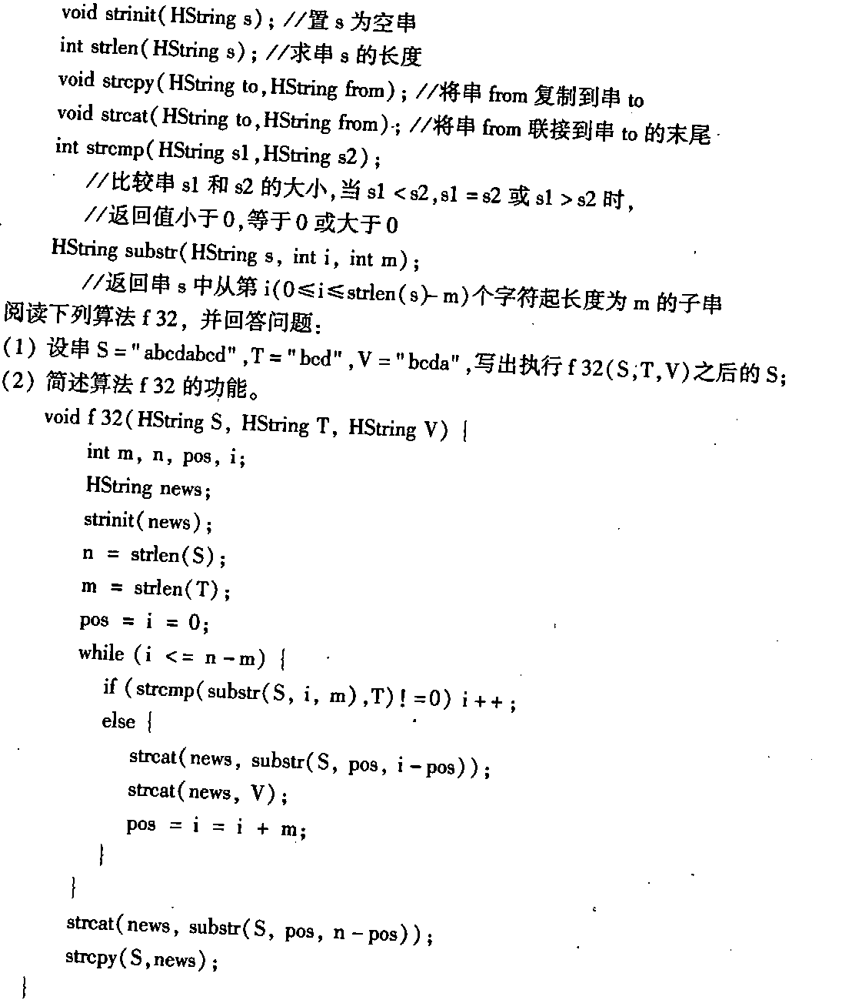 void strinit(HString s); //置 s 为空串
int strlen(HString s); //求串 s 的长度
void strcpy(HString to,HString from); //将串 from 复制到串 to
void strcat(HString to,HString from); //将串 from 联接到串 to 的末尾
int strcmp(HString s1,HString s2);
//比较串 s1 和 s2 的大小,当 s1<s2,s1=s2 或 s1>s2 时,
//返回值小于0,等于0 或大于0
HString substr(HString s, int i, int m);
//返回串 s 中从第 i(0≤i≤strlen(s)-m)个字符起长度为 m 的子串
阅读下列算法 f 32，并回答问题：
(1) 设串 S="abcdabcd",T="bcd",V="bcda",写出执行 f 32(S,T,V)之后的 S;
(2) 简述算法 f 32 的功能。
void f 32(HString S, HString T, HString V) {
int m, n, pos, i;
HString news;
strinit(news);
n = strlen(S);
m = strlen(T);
pos = i = 0;
while (i <= n-m) {
if (strcmp(substr(S, i, m),T)!=0) i++;
else {
strcat(news, substr(S, pos, i-pos));
strcat(news, V);
pos = i = i + m;
}
}
strcat(news, substr(S, pos, n-pos));
strcpy(S,news);
}